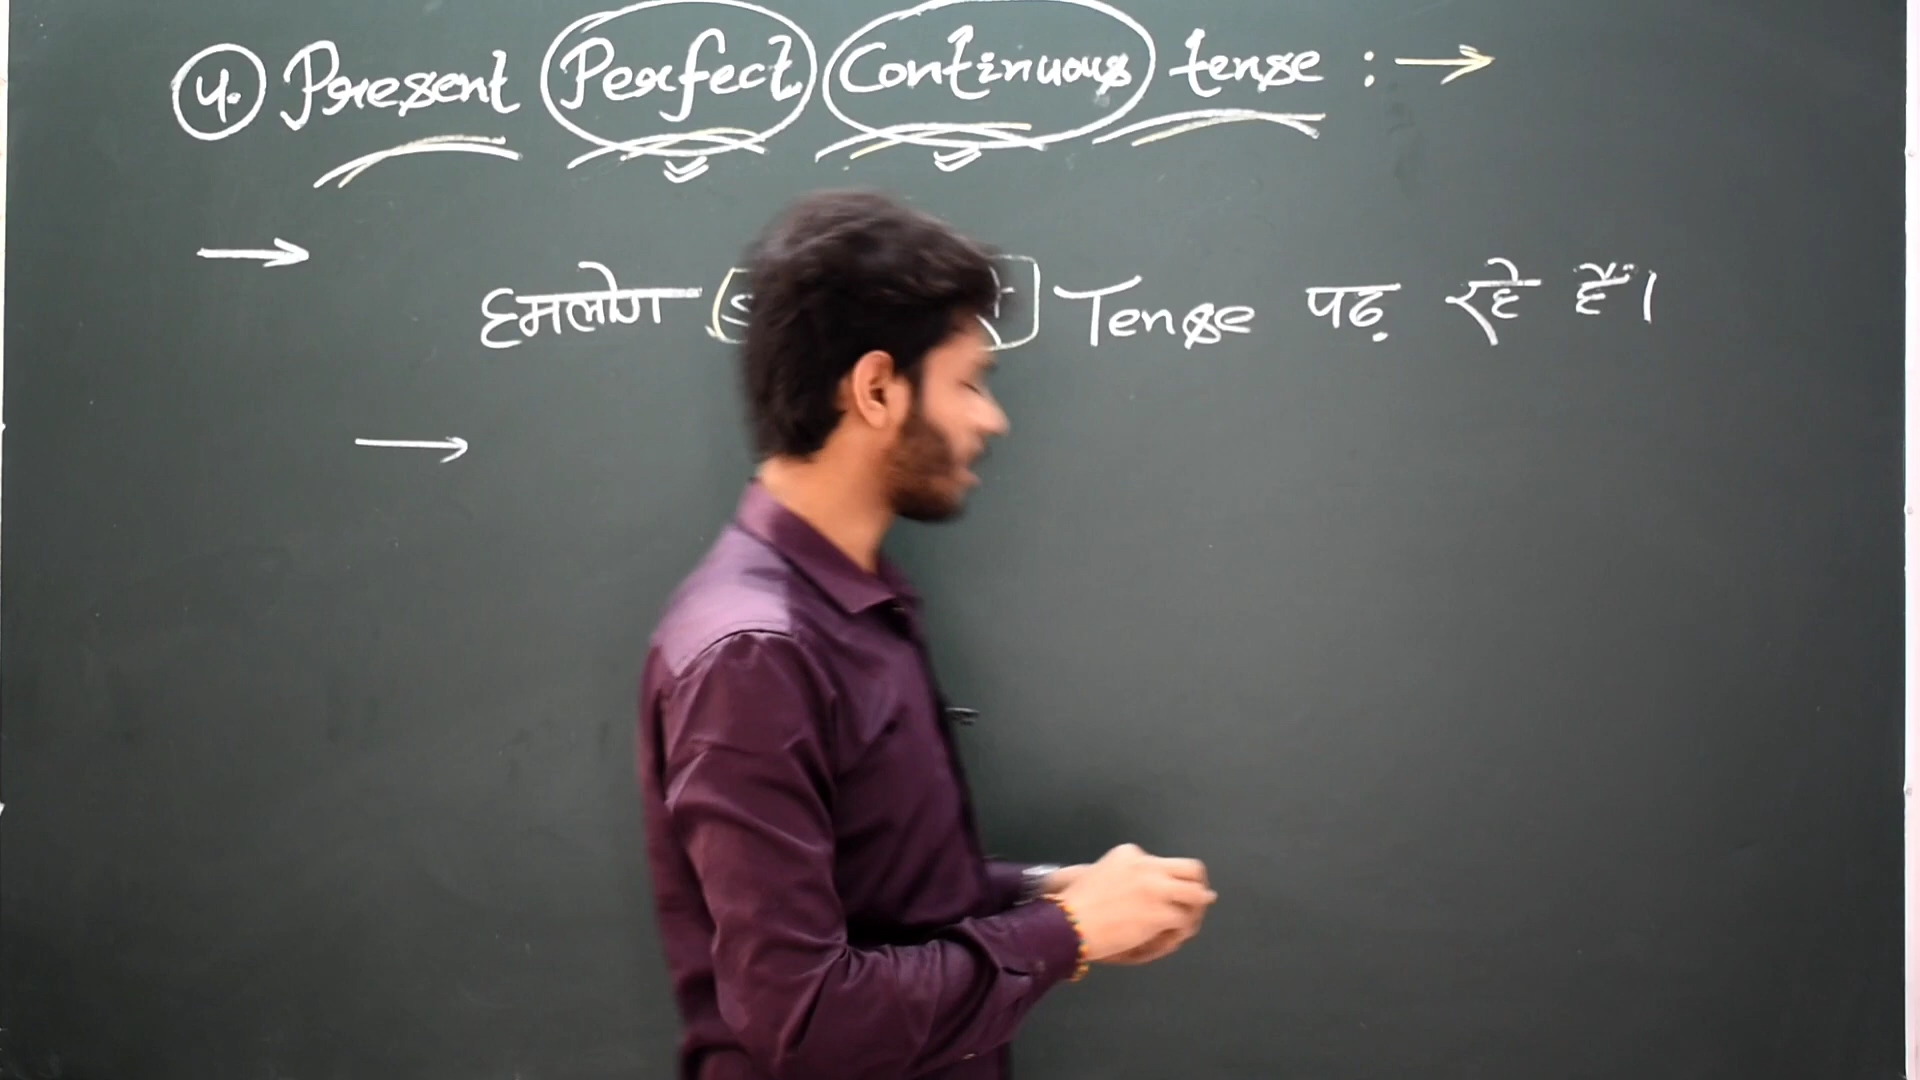 4. Present Perfect Continuous tense :→
→
हमलोग Tense पढ़ रहे हैं।
→